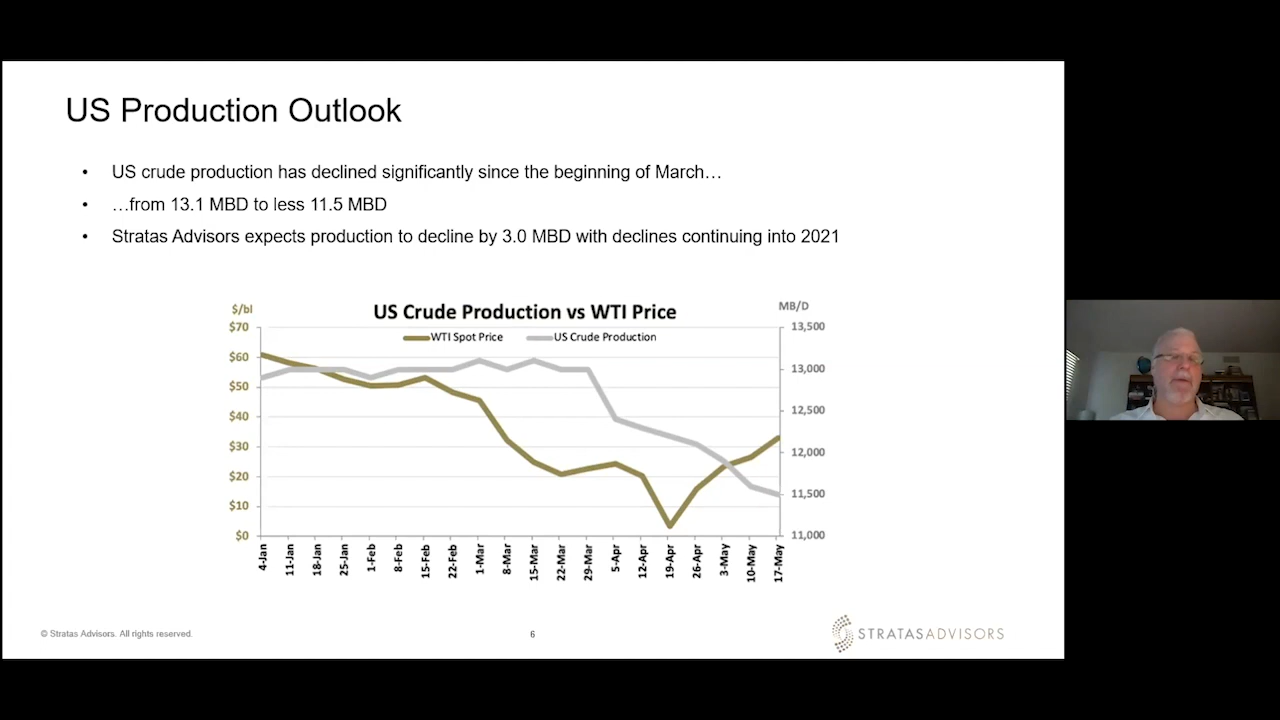 US Production Outlook
• US crude production has declined significantly since the beginning of March…
• …from 13.1 MBD to less 11.5 MBD
• Stratas Advisors expects production to decline by 3.0 MBD with declines continuing into 2021
US Crude Production vs WTI Price
$/bl
MB/D
WTI Spot Price
US Crude Production
$70
$60
$50
$40
$30
$20
$10
$0
13,500
13,000
12,500
12,000
11,500
11,000
4-Jan
11-Jan
18-Jan
25-Jan
1-Feb
8-Feb
15-Feb
22-Feb
1-Mar
8-Mar
15-Mar
22-Mar
29-Mar
5-Apr
12-Apr
19-Apr
26-Apr
3-May
10-May
17-May
© Stratas Advisors. All rights reserved.
6
STRATASADVISORS